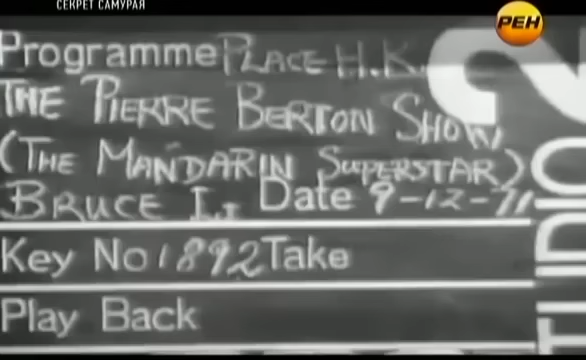 СЕКРЕТ САМУРАЯ
РЕН
Programme PLACE H.K.
THE PIERRE BERTON SHOW
(THE MANDARIN SUPERSTAR)
BRUCE L. Date 9-12-71
Key No 1892 Take
Play Back
2